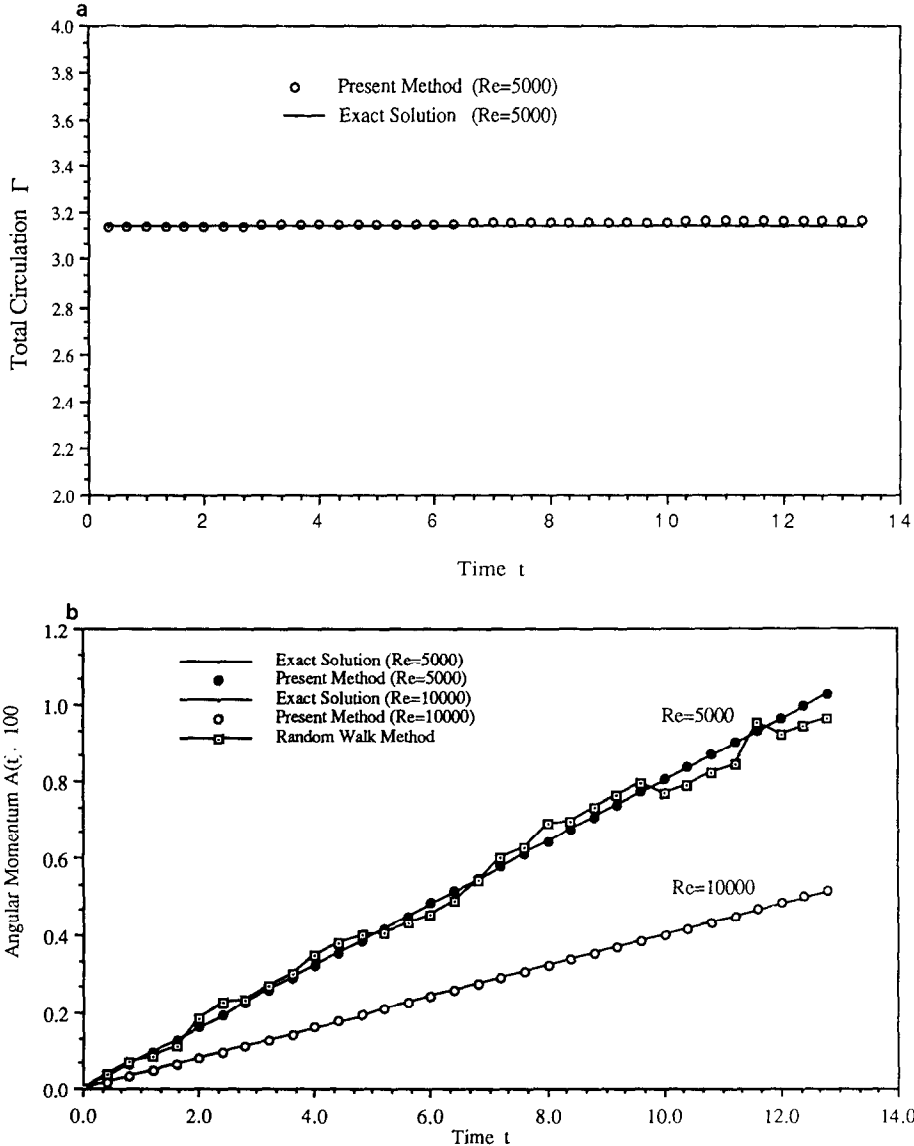 a
4.0
3.8
3.6
3.4
3.2
3.0
2.8
2.6
2.4
2.2
2.0
Total Circulation Γ
Present Method (Re=5000)
Exact Solution (Re=5000)
0 2 4 6 8 10 12 14
Time t
b
1.2
1.0
0.8
0.6
0.4
0.2
0.0
Angular Momentum A(t). 100
Exact Solution (Re=5000)
Present Method (Re=5000)
Exact Solution (Re=10000)
Present Method (Re=10000)
Random Walk Method
Re=5000
Re=10000
0.0 2.0 4.0 6.0 8.0 10.0 12.0 14.0
Time t